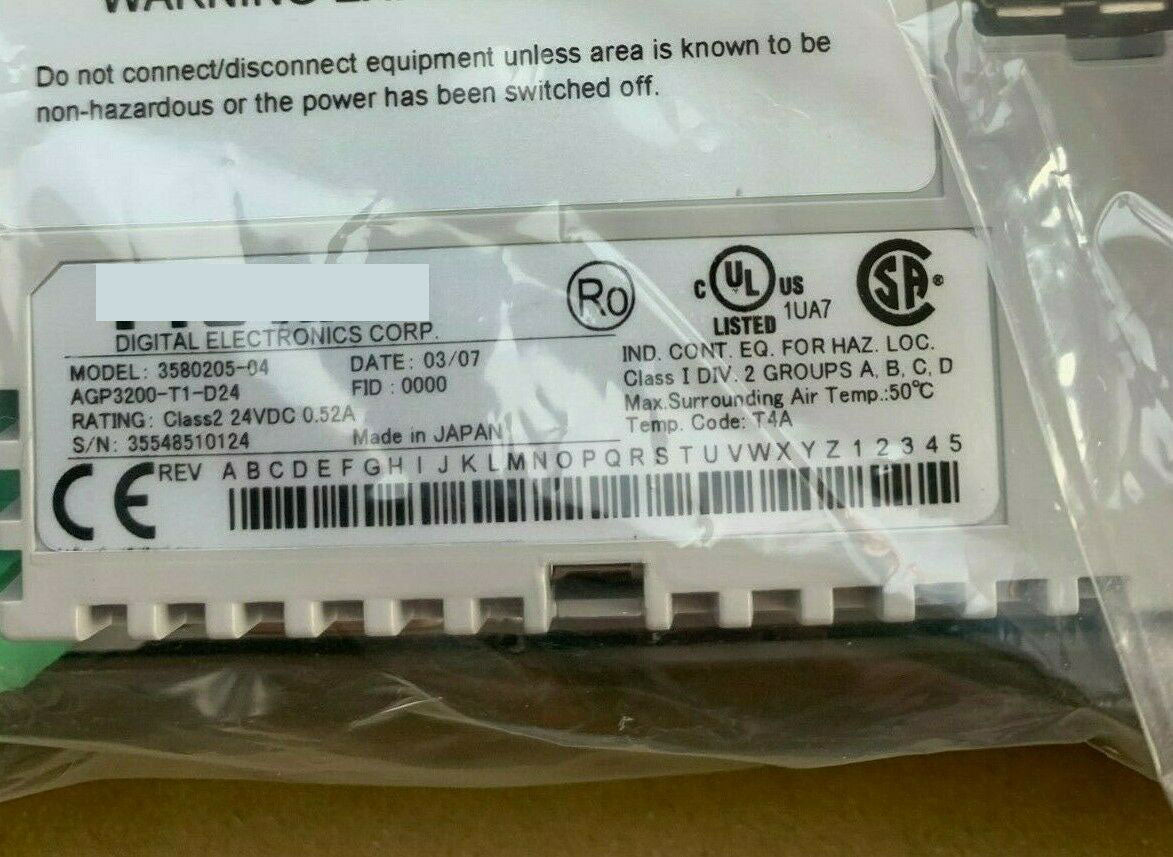 Do not connect/disconnect equipment unless area is known to be
non-hazardous or the power has been switched off.
DIGITAL ELECTRONICS CORP.
MODEL: 3580205-04
AGP3200-T1-D24
DATE: 03/07
FID: 0000
RATING: Class2 24VDC 0.52A
S/N: 35548510124
Made in JAPAN
Ro
C UL US
LISTED 1UA7
SA ®
IND. CONT. EQ. FOR HAZ. LOC.
Class I DIV. 2 GROUPS A, B, C, D
Max.Surrounding Air Temp.:50℃
Temp. Code: T4A
CE
REV A B C D E F G H I J K L M N O P Q R S T U V W X Y Z 1 2 3 4 5